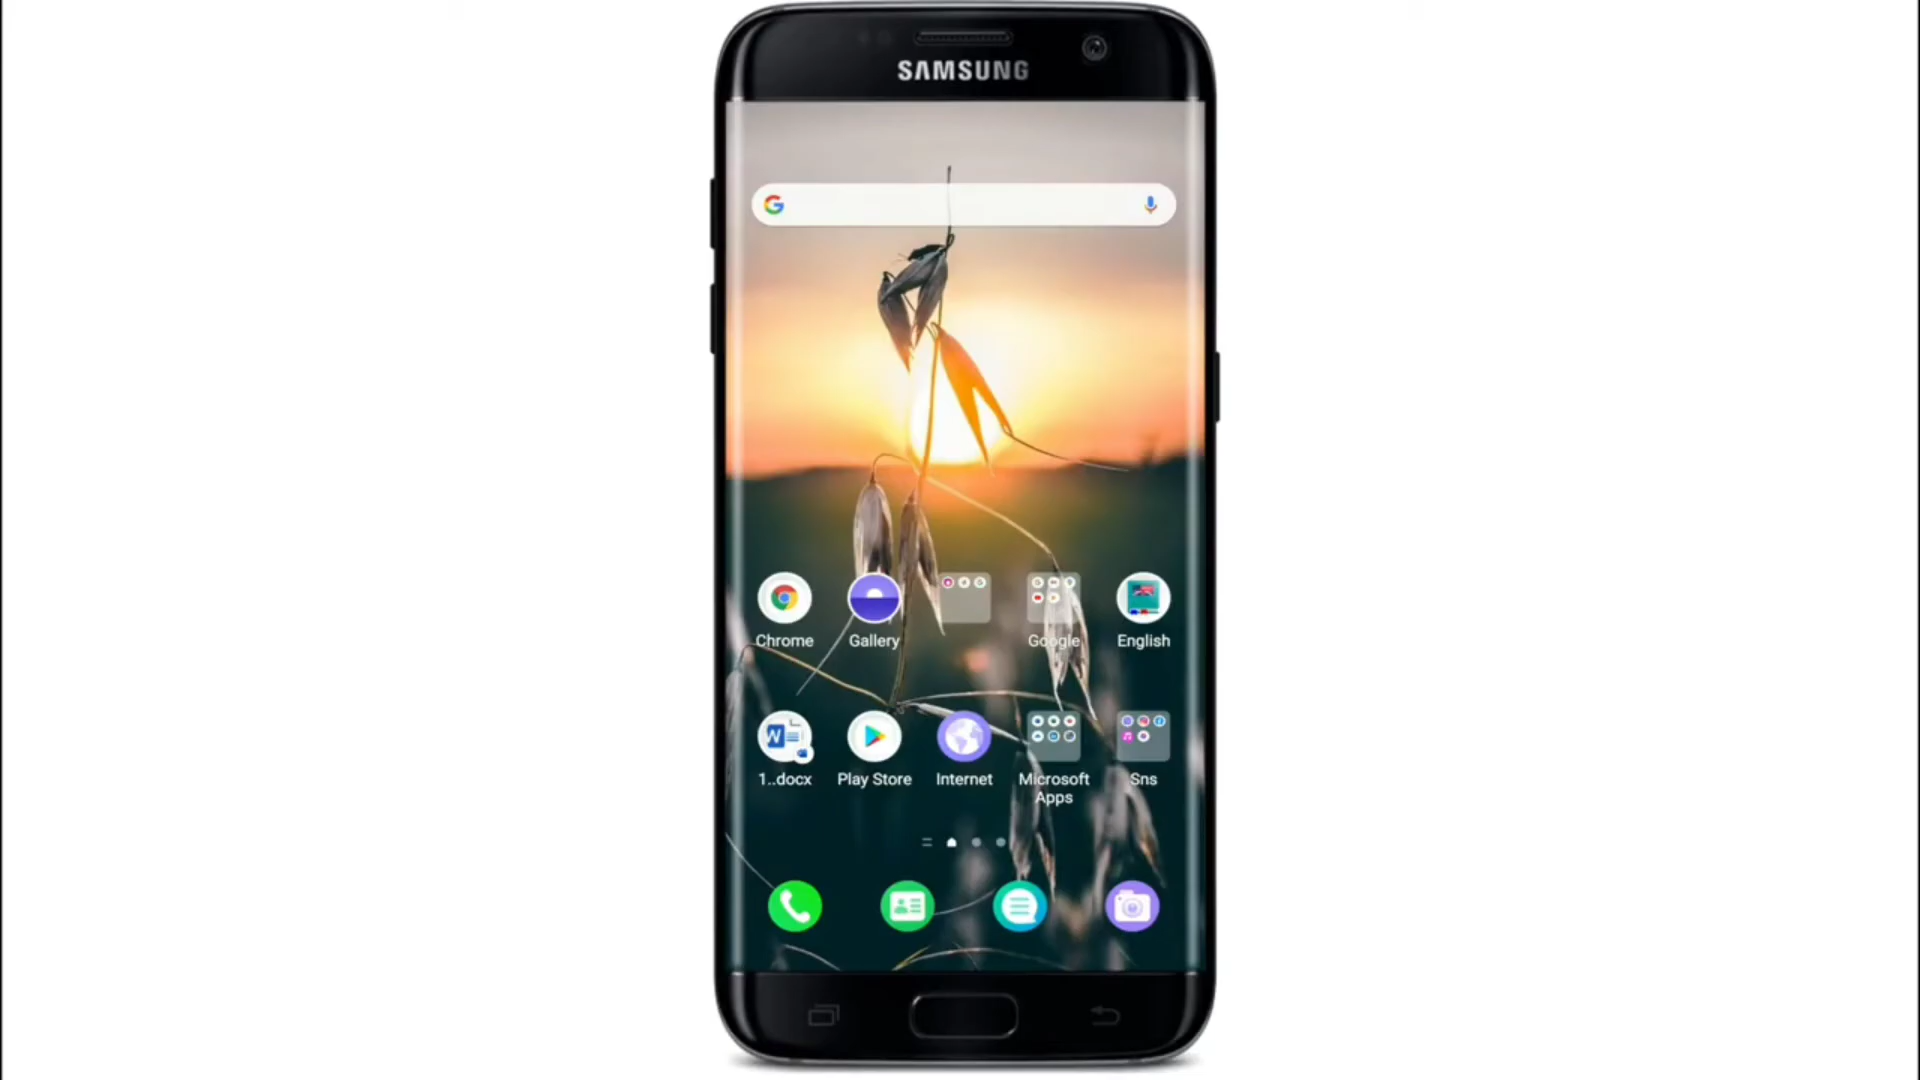 SAMSUNG
Chrome
Gallery
Google
English
1..docx
Play Store
Internet
Microsoft
Apps
Sns